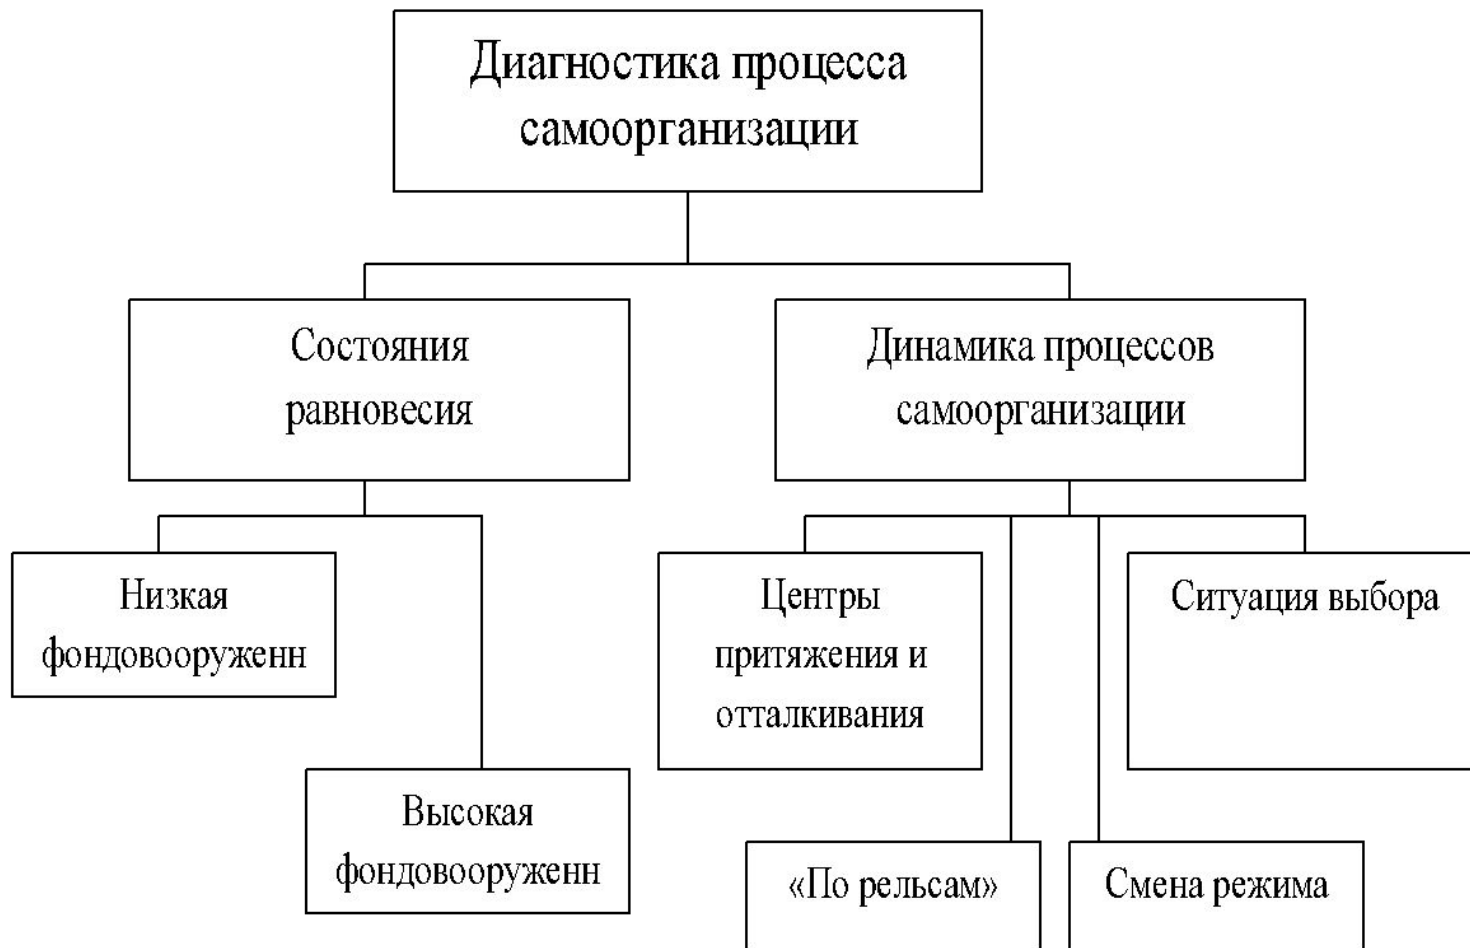 Диагностика процесса
самоорганизации
Состояния
равновесия
Динамика процессов
самоорганизации
Низкая
фондовооруженн
Высокая
фондовооруженн
Центры
притяжения и
отталкивания
«По рельсам»
Смена режима
Ситуация выбора